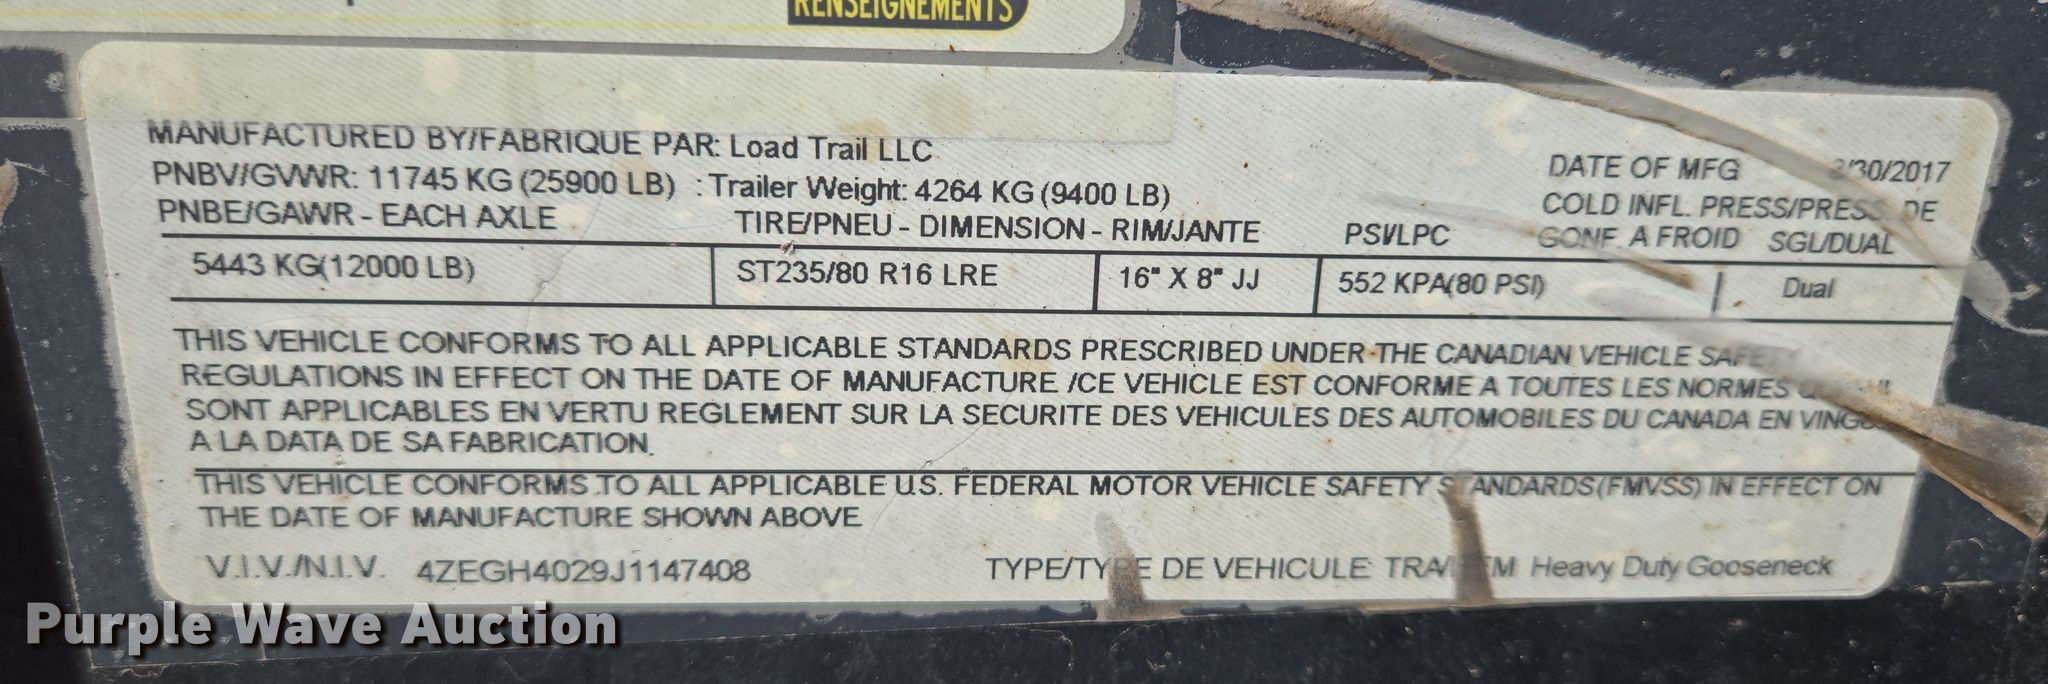 RENSEIGNEMENTS
MANUFACTURED BY/FABRIQUE PAR: Load Trail LLC
PNBV/GVWR: 11745 KG (25900 LB) : Trailer Weight: 4264 KG (9400 LB)
DATE OF MFG /30/2017
PNBE/GAWR - EACH AXLE TIRE/PNEU - DIMENSION - RIM/JANTE PSI/LPC
COLD INFL. PRESS/PRESS. DE
GONF. A FROID SGL/DUAL
5443 KG(12000 LB) ST235/80 R16 LRE 16" X 8" JJ 552 KPA(80 PSI) | Dual
THIS VEHICLE CONFORMS TO ALL APPLICABLE STANDARDS PRESCRIBED UNDER THE CANADIAN VEHICLE SAFETY
REGULATIONS IN EFFECT ON THE DATE OF MANUFACTURE /CE VEHICLE EST CONFORME A TOUTES LES NORMES
SONT APPLICABLES EN VERTU REGLEMENT SUR LA SECURITE DES VEHICULES DES AUTOMOBILES DU CANADA EN
A LA DATA DE SA FABRICATION.
THIS VEHICLE CONFORMS TO ALL APPLICABLE U.S. FEDERAL MOTOR VEHICLE SAFETY STANDARDS(FMVSS) IN EFFECT ON
THE DATE OF MANUFACTURE SHOWN ABOVE
V.I.V./N.I.V. 4ZEGH4029J1147408 TYPE/TYPE DE VEHICULE: Heavy Duty Gooseneck
Purple Wave Auction